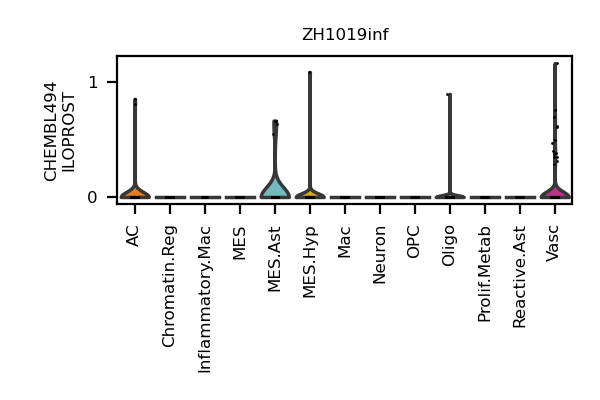 ZH1019inf
CHEMBL494
ILOPROST
1
0
AC
Chromatin.Reg
Inflammatory.Mac
MES
MES.Ast
MES.Hyp
Mac
Neuron
OPC
Oligo
Prolif.Metab
Reactive.Ast
Vasc